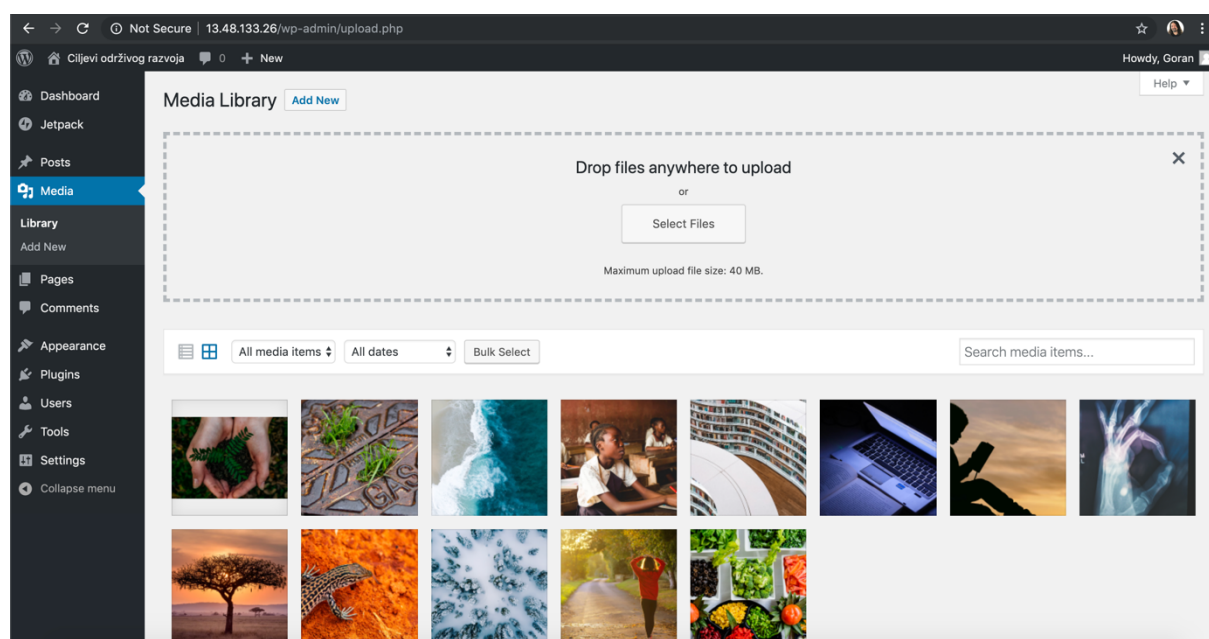 Not Secure | 13.48.133.26/wp-admin/upload.php
Ciljevi održivog razvoja 0 + New Howdy, Goran
Help ▼
Dashboard
Jetpack
Posts
Media
Library
Add New
Pages
Comments
Appearance
Plugins
Users
Tools
Settings
Collapse menu
Media Library Add New
Drop files anywhere to upload
or
Select Files
Maximum upload file size: 40 MB.
All media items All dates Bulk Select Search media items...